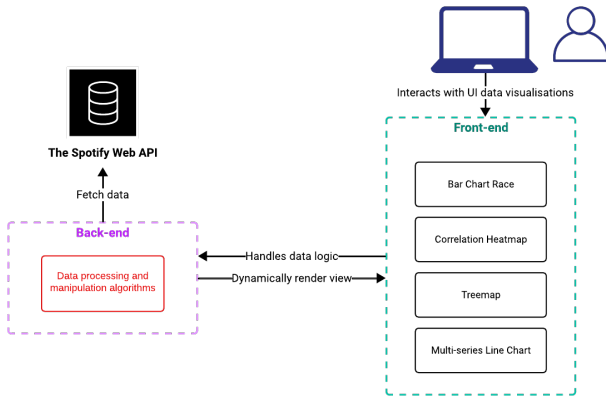 Interacts with UI data visualisations
Front-end
Bar Chart Race
Correlation Heatmap
Treemap
Multi-series Line Chart
The Spotify Web API
Fetch data
Back-end
Data processing and
manipulation algorithms
Handles data logic
Dynamically render view